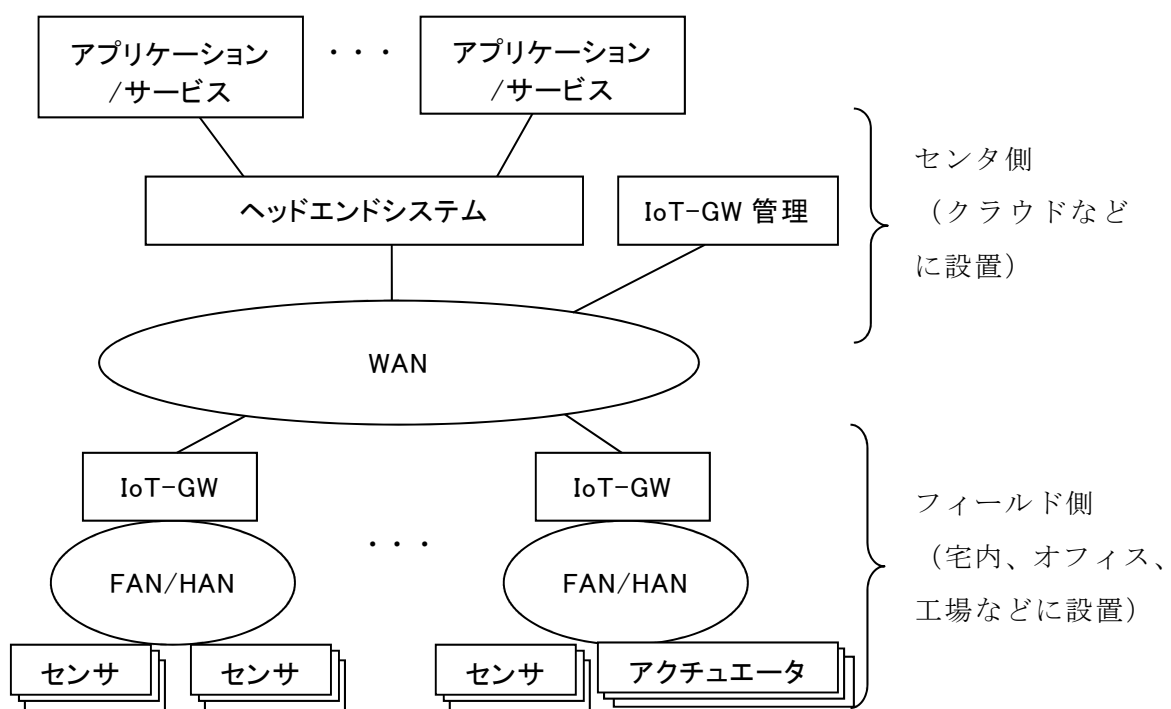 アプリケーション
/サービス
・・・
アプリケーション
/サービス
ヘッドエンドシステム
IoT-GW 管理
センタ側
（クラウドなど
に設置）
WAN
IoT-GW
IoT-GW
FAN/HAN
・・・
FAN/HAN
フィールド側
（宅内、オフィス、
工場などに設置）
センサ
センサ
センサ
アクチュエータ